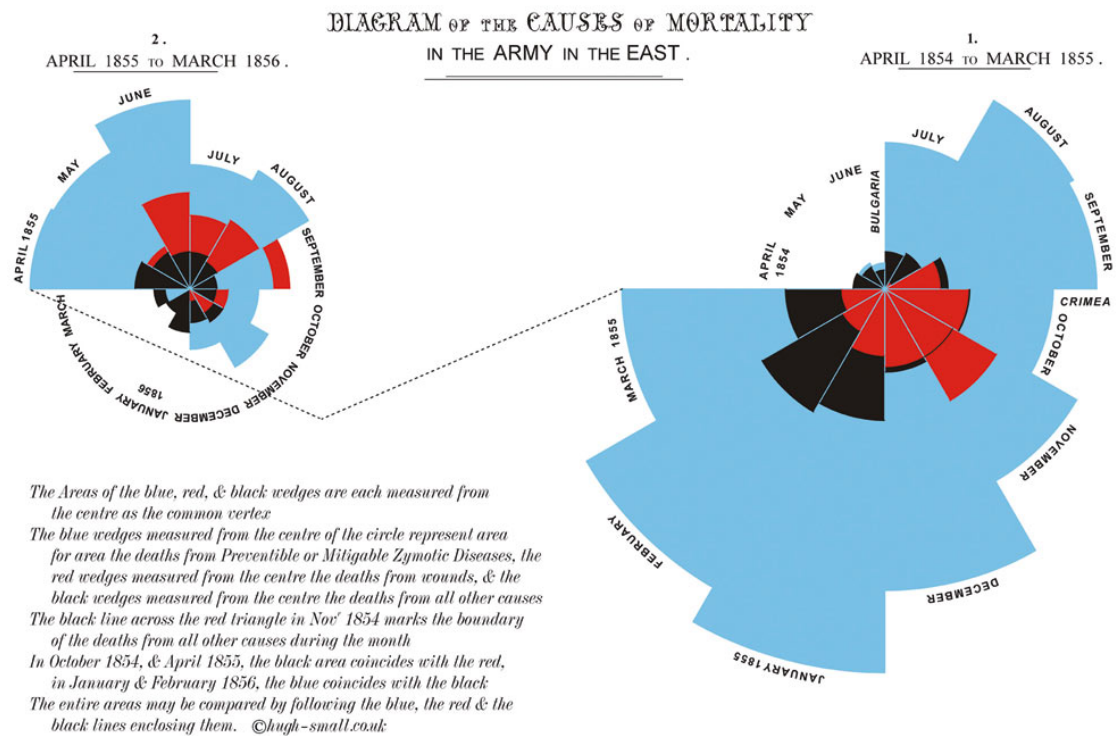 DIAGRAM OF THE CAUSES OF MORTALITY
IN THE ARMY IN THE EAST.
2.
APRIL 1855 TO MARCH 1856.
1.
APRIL 1854 TO MARCH 1855.
APRIL 1855
MAY
JUNE
JULY
AUGUST
SEPTEMBER
OCTOBER
NOVEMBER
DECEMBER
JANUARY
1856
FEBRUARY
MARCH
APRIL
1854
MAY
JUNE
BULGARIA
JULY
AUGUST
SEPTEMBER
CRIMEA
OCTOBER
NOVEMBER
DECEMBER
JANUARY 1855
FEBRUARY
MARCH 1855
The Areas of the blue, red, & black wedges are each measured from
the centre as the common vertex
The blue wedges measured from the centre of the circle represent area
for area the deaths from Preventible or Mitigable Zymotic Diseases, the
red wedges measured from the centre the deaths from wounds, & the
black wedges measured from the centre the deaths from all other causes
The black line across the red triangle in Novr 1854 marks the boundary
of the deaths from all other causes during the month
In October 1854, & April 1855, the black area coincides with the red,
in January & February 1856, the blue coincides with the black
The entire areas may be compared by following the blue, the red & the
black lines enclosing them. ©hugh-small.co.uk